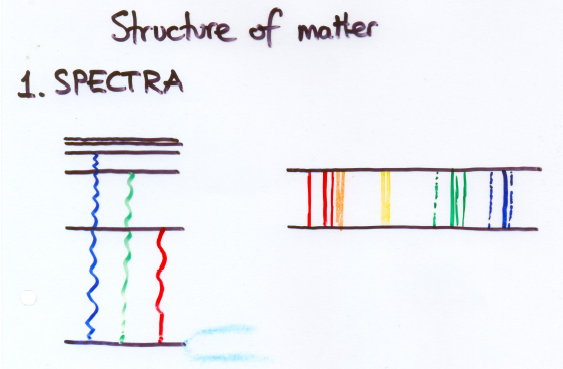 Structure of matter
1. SPECTRA